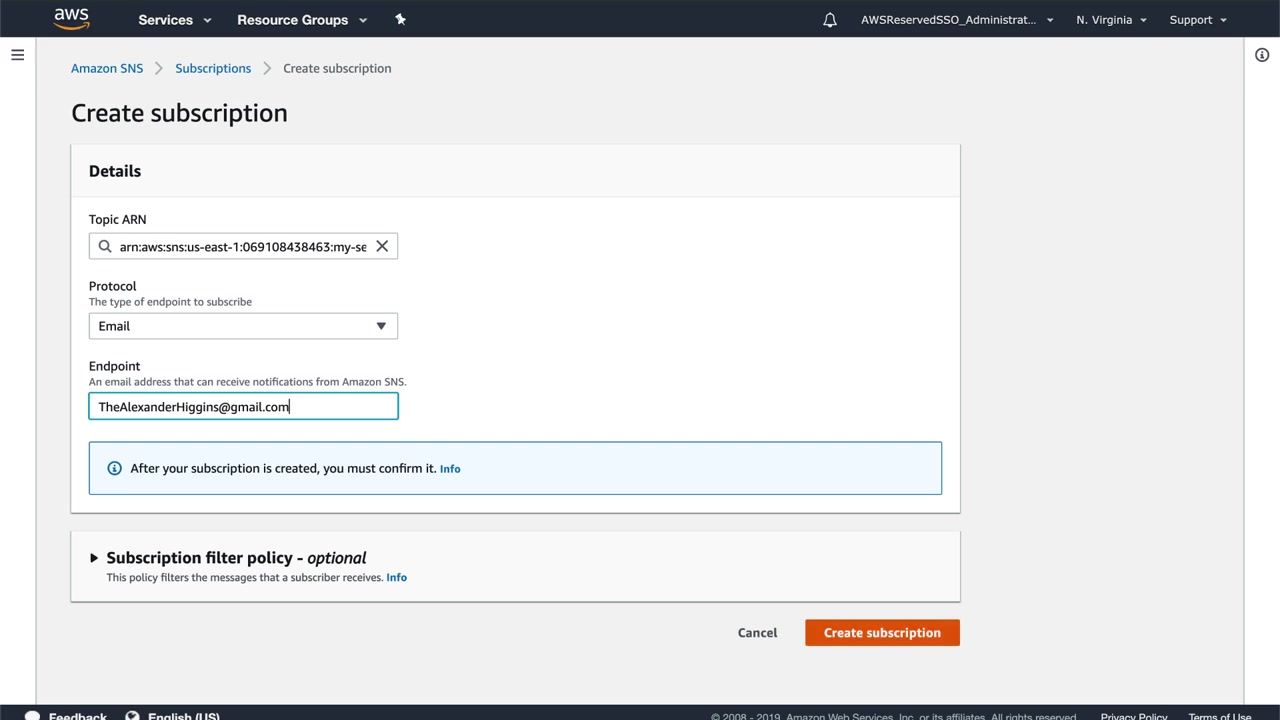 aws Services Resource Groups AWSReservedSSO_Administrat... N. Virginia Support
Amazon SNS Subscriptions Create subscription
Create subscription
Details
Topic ARN
arn:aws:sns:us-east-1:069108438463:my-se
Protocol
The type of endpoint to subscribe
Email
Endpoint
An email address that can receive notifications from Amazon SNS.
TheAlexanderHiggins@gmail.com
After your subscription is created, you must confirm it. Info
Subscription filter policy - optional
This policy filters the messages that a subscriber receives. Info
Cancel Create subscription
Feedback English (US) © 2008 - 2019, Amazon Web Services, Inc. or its affiliates. All rights reserved. Privacy Policy Terms of Use